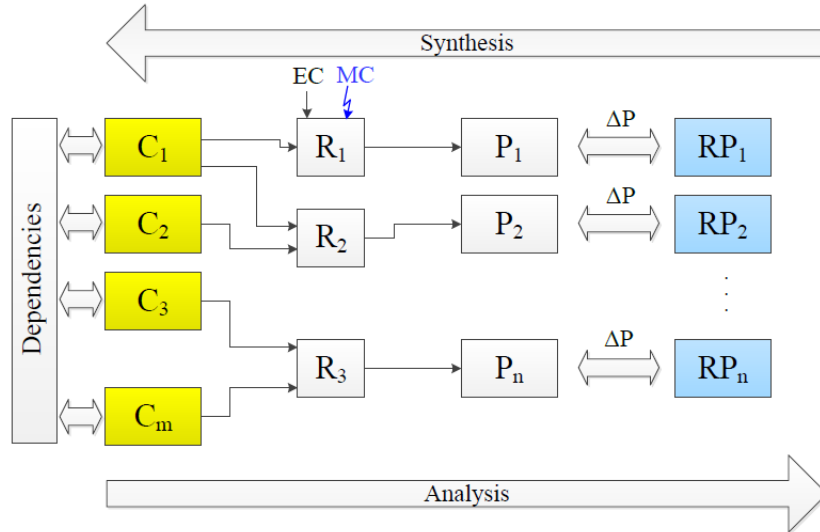 Synthesis
EC MC
Dependencies
C₁ R₁ P₁ ΔP RP₁
C₂ R₂ P₂ ΔP RP₂
C₃
⋮
R₃ Pₙ ΔP RPₙ
Cₘ
Analysis